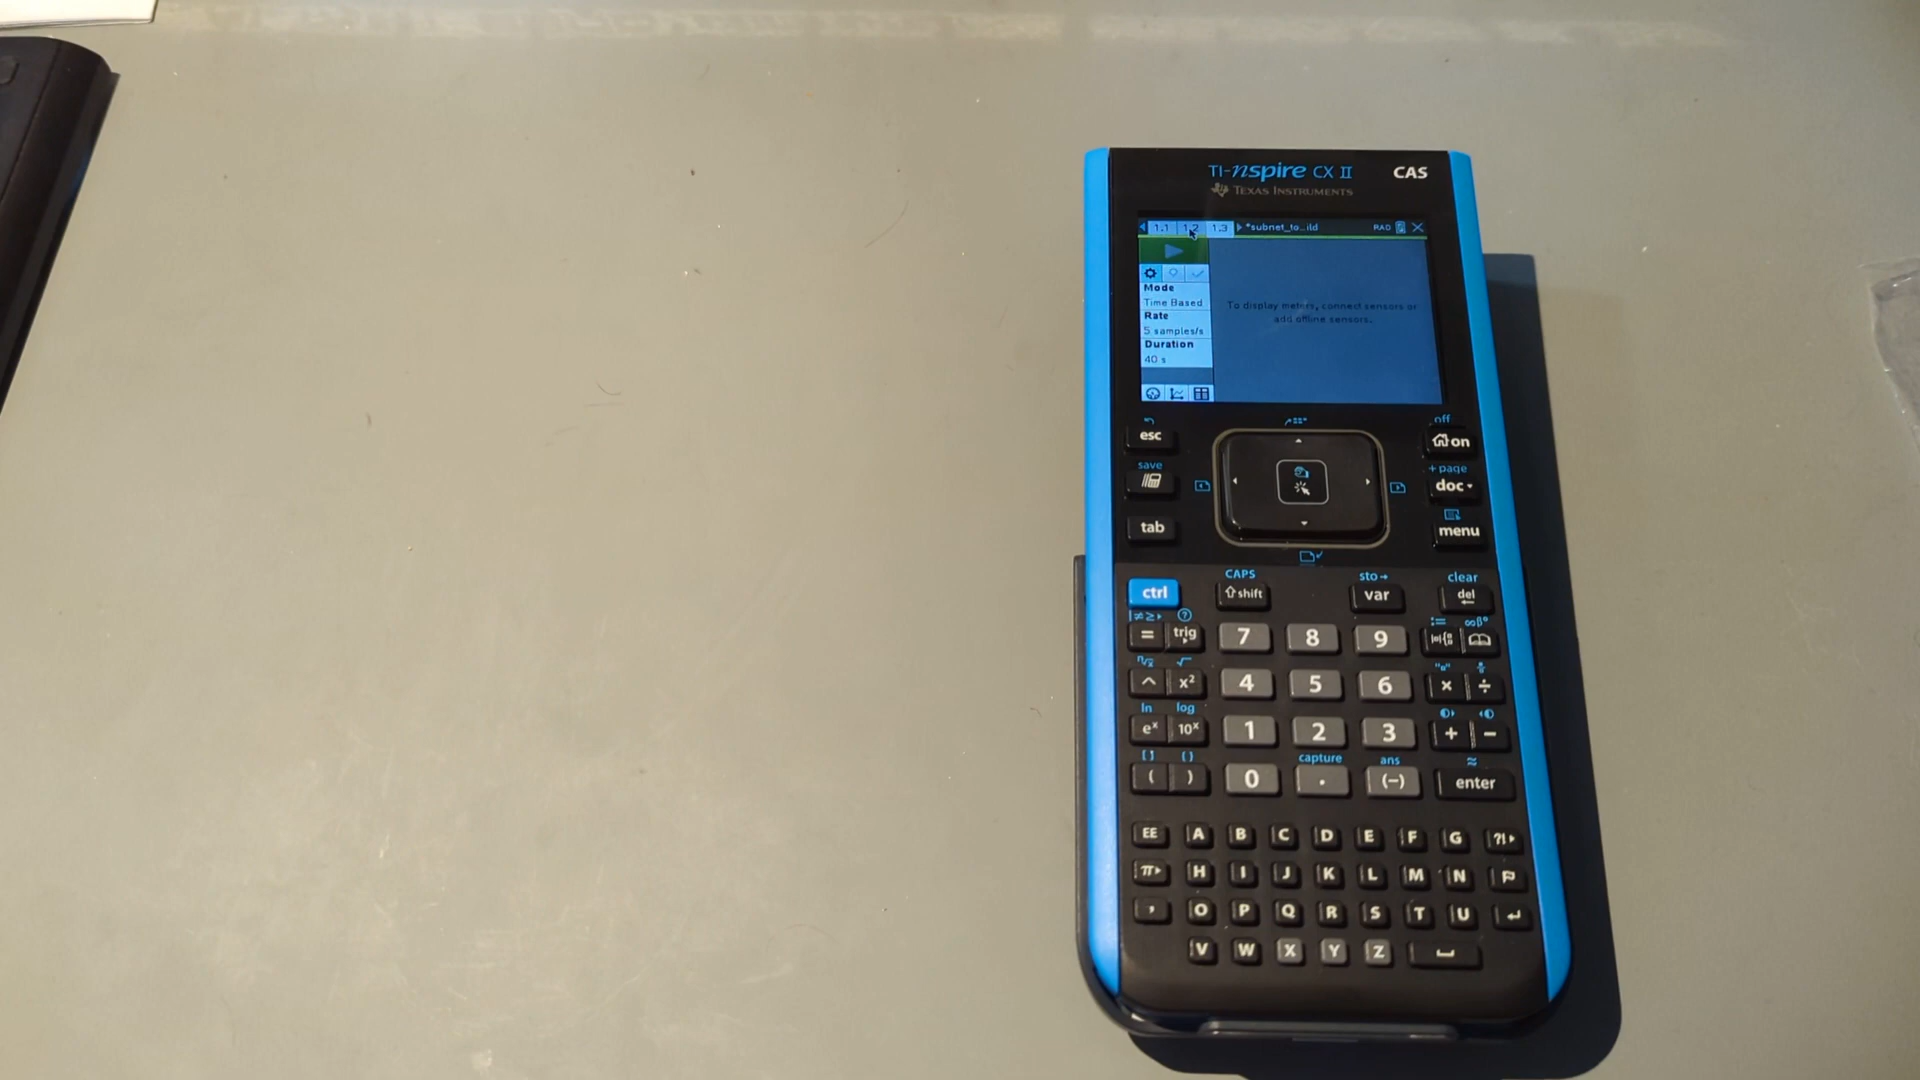 TI-nspire CX II CAS
TEXAS INSTRUMENTS
1.1 1.2 1.3 *subnet_to…ild RAD
Mode
Time Based
Rate
5 samples/s
Duration
40 s
To display meters, connect sensors or
add offline sensors.
off
esc on
save + page
doc
tab menu
CAPS sto→ clear
ctrl ⇧shift var del
= trig 7 8 9
^ x² 4 5 6 × ÷
ln log
eˣ 10ˣ 1 2 3 + −
[ ] { } capture ans ≈
( ) 0 . (−) enter
EE A B C D E F G ?!▸
π▸ H I J K L M N
, O P Q R S T U ↵
V W X Y Z